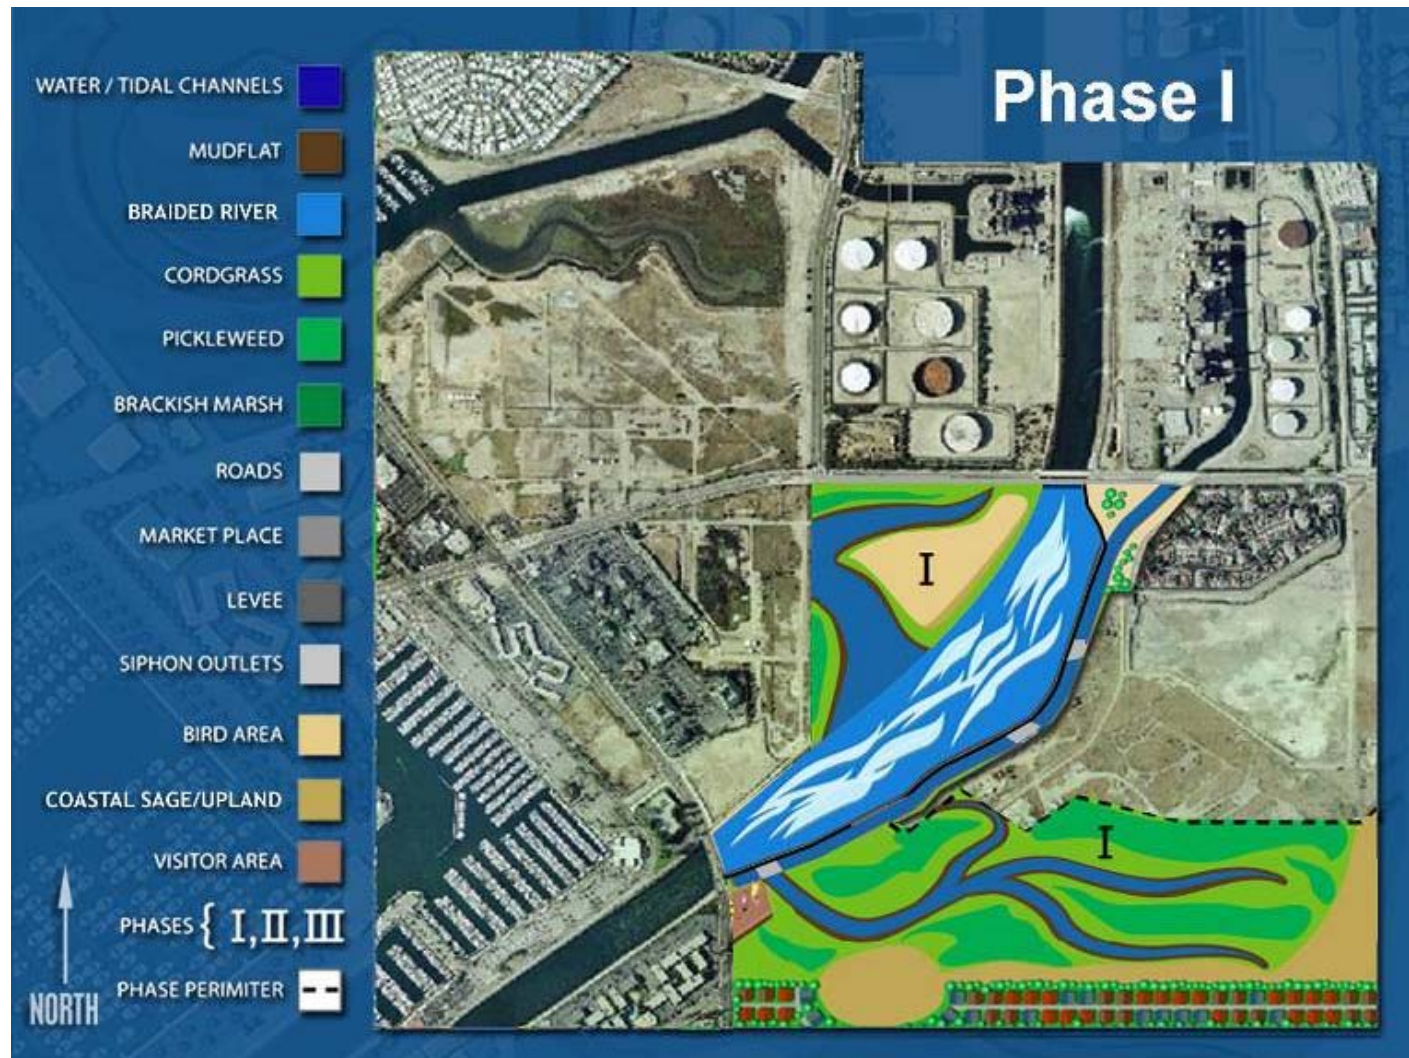 Phase I
WATER / TIDAL CHANNELS
MUDFLAT
BRAIDED RIVER
CORDGRASS
PICKLEWEED
BRACKISH MARSH
ROADS
MARKET PLACE
LEVEE
SIPHON OUTLETS
BIRD AREA
COASTAL SAGE/UPLAND
VISITOR AREA
PHASES { I,II,III
PHASE PERIMITER
NORTH
I
I